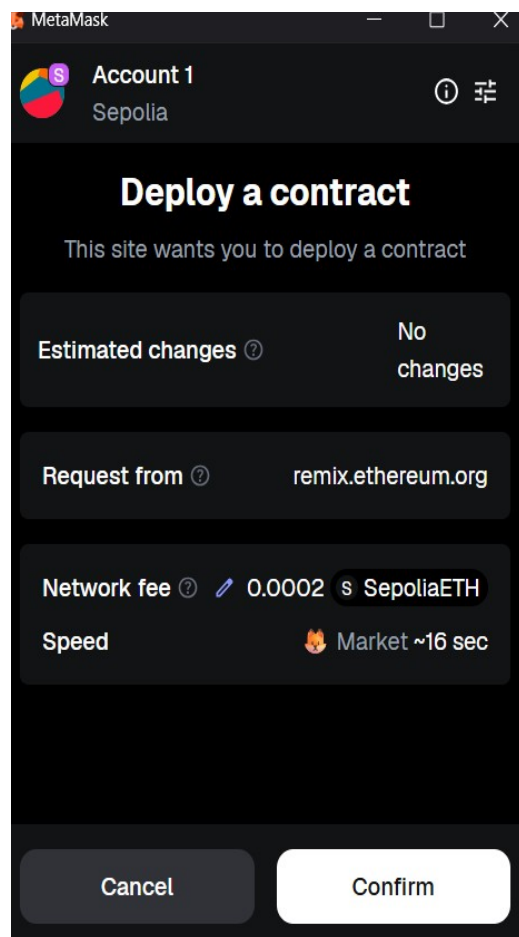 MetaMask
S
Account 1
Sepolia
Deploy a contract
This site wants you to deploy a contract
Estimated changes
No
changes
Request from
remix.ethereum.org
Network fee 0.0002 S SepoliaETH
Speed Market ~16 sec
Cancel
Confirm